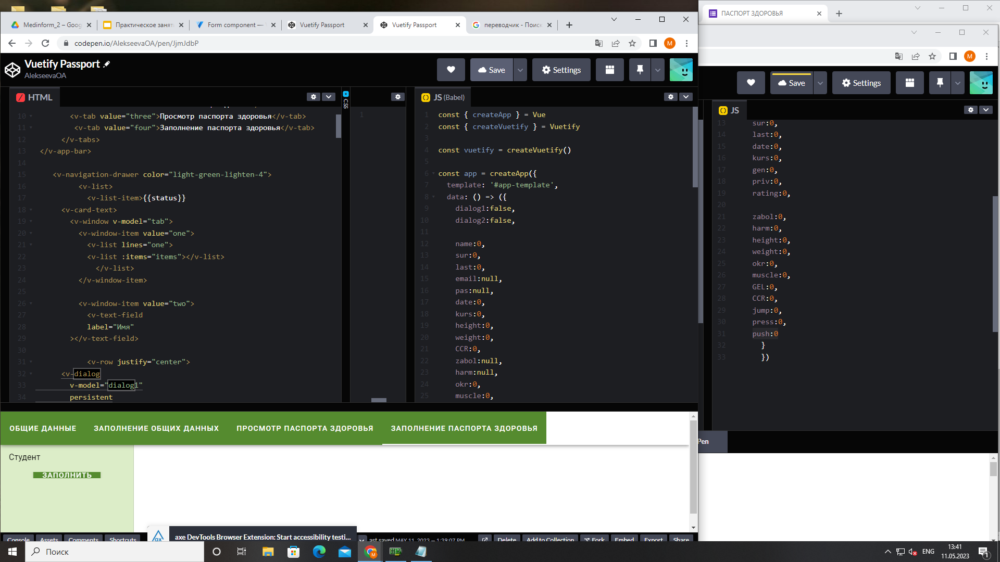 Medinform_2 – Goog
Практическое занят
Form component —
Vuetify Passport
Vuetify Passport
переводчик - Поиск
ПАСПОРТ ЗДОРОВЬЯ
codepen.io/AlekseevaOA/pen/JjmJdbP
M
M
Vuetify Passport
AlekseevaOA
Save
Settings
Save
Settings
HTML
CSS
JS (Babel)
JS
10 <v-tab value="three">Просмотр паспорта здоровья</v-tab>
11 <v-tab value="four">Заполнение паспорта здоровья</v-tab>
12 </v-tabs>
13 </v-app-bar>
14
15 <v-navigation-drawer color="light-green-lighten-4">
16 <v-list>
17 <v-list-item>{{status}}
18 <v-card-text>
19 <v-window v-model="tab">
20 <v-window-item value="one">
21 <v-list lines="one">
22 <v-list :items="items"></v-list>
23 </v-list>
24 </v-window-item>
25
26 <v-window-item value="two">
27 <v-text-field
28 label="Имя"
29 ></v-text-field>
30
31 <v-row justify="center">
32 <v-dialog
33 v-model="dialog1"
34 persistent
1
1 const { createApp } = Vue
2 const { createVuetify } = Vuetify
3
4 const vuetify = createVuetify()
5
6 const app = createApp({
7 template: '#app-template',
8 data: () => ({
9 dialog1:false,
10 dialog2:false,
11
12 name:0,
13 sur:0,
14 last:0,
15 email:null,
16 pas:null,
17 date:0,
18 kurs:0,
19 height:0,
20 weight:0,
21 CCR:0,
22 zabol:null,
23 harm:null,
24 okr:0,
25 muscle:0,
13 sur:0,
14 last:0,
15 date:0,
16 kurs:0,
17 gen:0,
18 priv:0,
19 rating:0,
20
21 zabol:0,
22 harm:0,
23 height:0,
24 weight:0,
25 okr:0,
26 muscle:0,
27 GEL:0,
28 CCR:0,
29 jump:0,
30 press:0,
31 push:0
32 }
33 })
ОБЩИЕ ДАННЫЕ
ЗАПОЛНЕНИЕ ОБЩИХ ДАННЫХ
ПРОСМОТР ПАСПОРТА ЗДОРОВЬЯ
ЗАПОЛНЕНИЕ ПАСПОРТА ЗДОРОВЬЯ
Pen
Студент
ЗАПОЛНИТЬ
Console
Assets
Comments
Shortcuts
axe DevTools Browser Extension: Start accessibility testi...
ast saved MAY 11, 2023 — 1:39:07 PM
Delete
Add to Collection
Fork
Embed
Export
Share
Поиск
M
ENG
13:41
11.05.2023
1